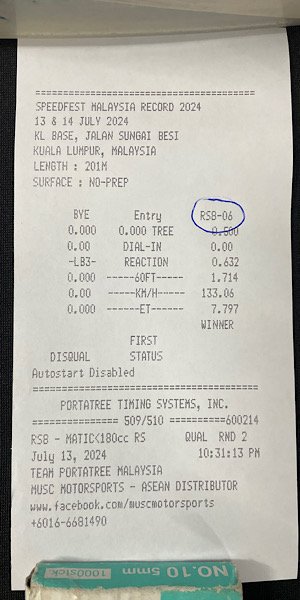 SPEEDFEST MALAYSIA RECORD 2024
13 & 14 JULY 2024
KL BASE, JALAN SUNGAI BESI
KUALA LUMPUR, MALAYSIA
LENGTH : 201M
SURFACE : NO-PREP
BYE Entry RSB-06
0.000 0.000 TREE 0.500
0.00 DIAL-IN 0.00
-LB3- REACTION 0.632
0.000 ------60FT------ 1.714
0.00 ------KM/H------ 133.06
0.000 -------ET------- 7.797
WINNER
FIRST
DISQUAL STATUS
Autostart Disabled
PORTATREE TIMING SYSTEMS, INC.
=============== 509/510 ==========600214
RSB - MATIC<180cc RS QUAL RND 2
July 13, 2024 10:31:13 PM
TEAM PORTATREE MALAYSIA
MUSC MOTORSPORTS - ASEAN DISTRIBUTOR
www.facebook.com/muscmotorsports
+6016-6681490
NO.10 5mm 1000stck